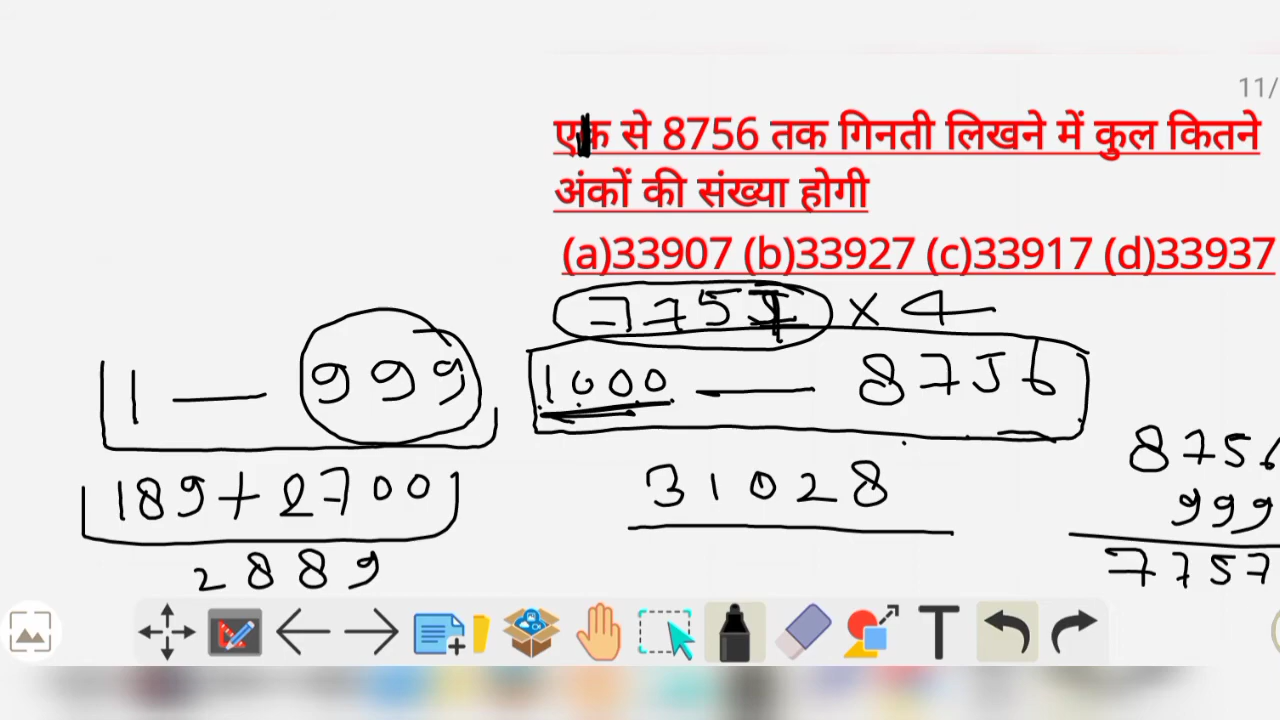 11/
एक से 8756 तक गिनती लिखने में कुल कितने
अंकों की संख्या होगी
(a)33907 (b)33927 (c)33917 (d)33937
7757 × 4
1 — 999
1000 — 8756
189 + 2700
31028
2889
8756
999
7757
T